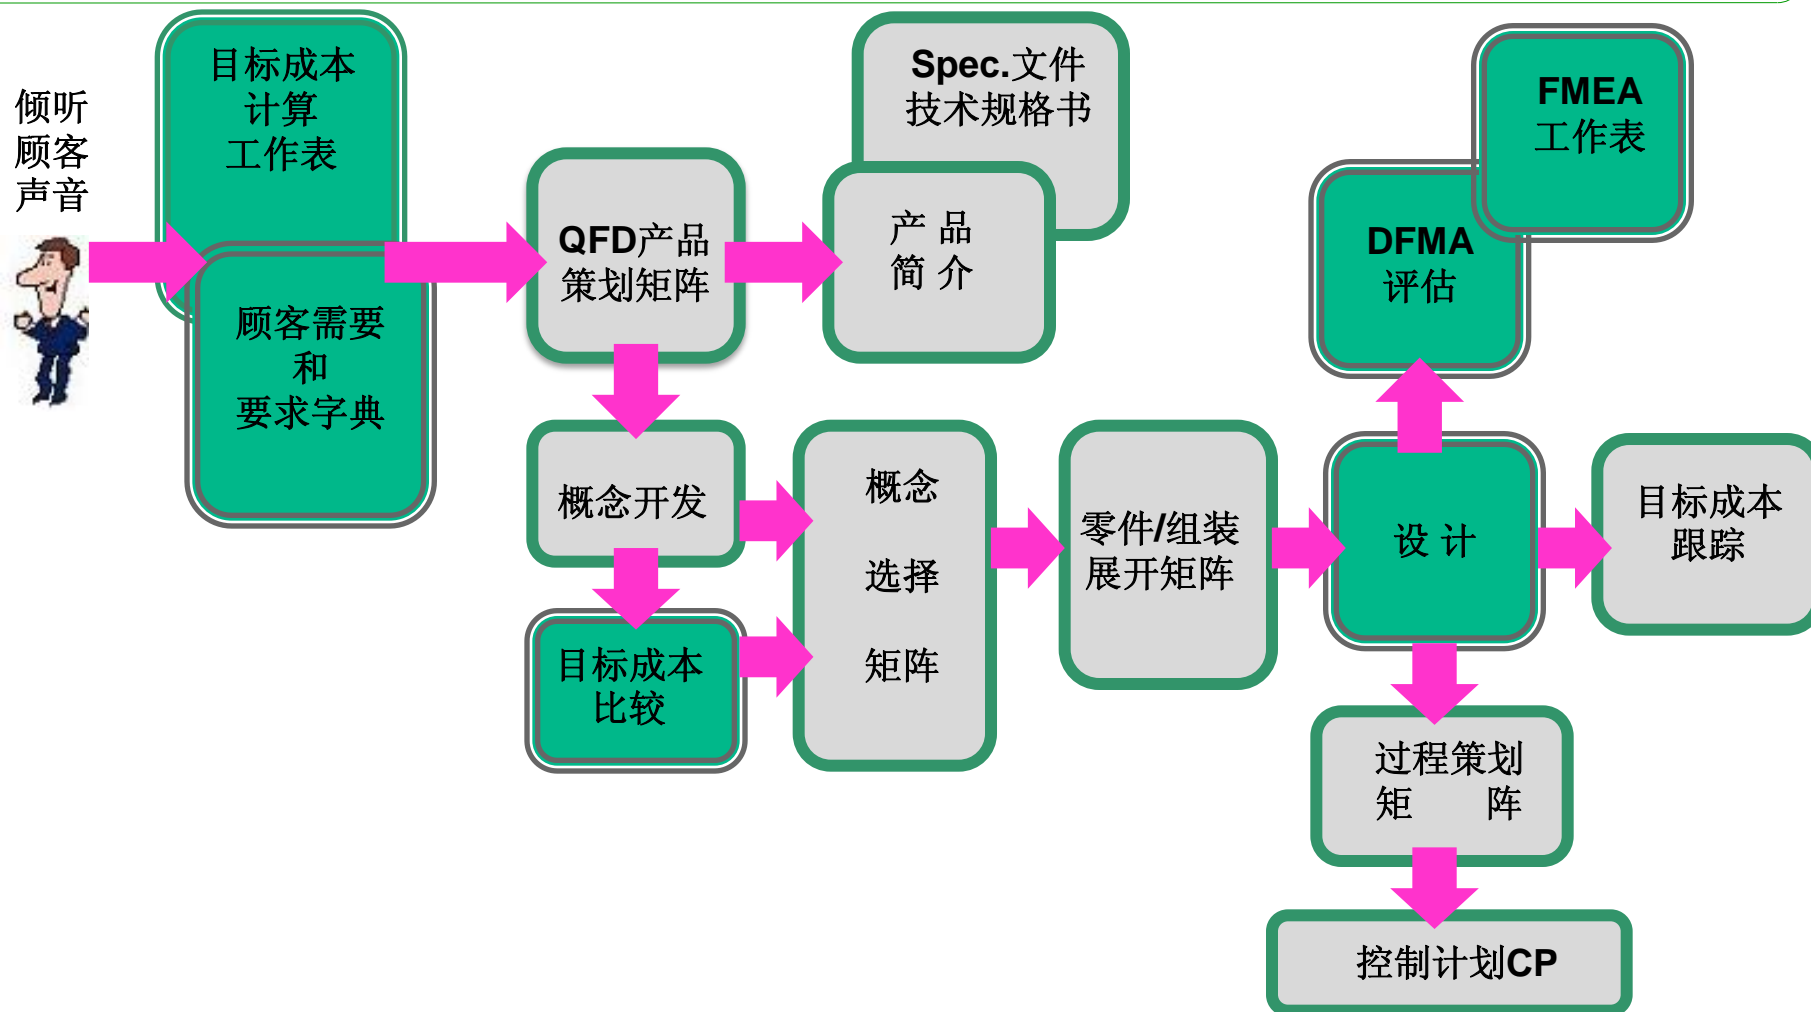 倾听
顾客
声音
目标成本
计算
工作表
顾客需要
和
要求字典
QFD产品
策划矩阵
Spec.文件
技术规格书
产 品
简 介
FMEA
工作表
DFMA
评估
概念开发
目标成本
比较
概念
选择
矩阵
零件/组装
展开矩阵
设 计
目标成本
跟踪
过程策划
矩 阵
控制计划CP